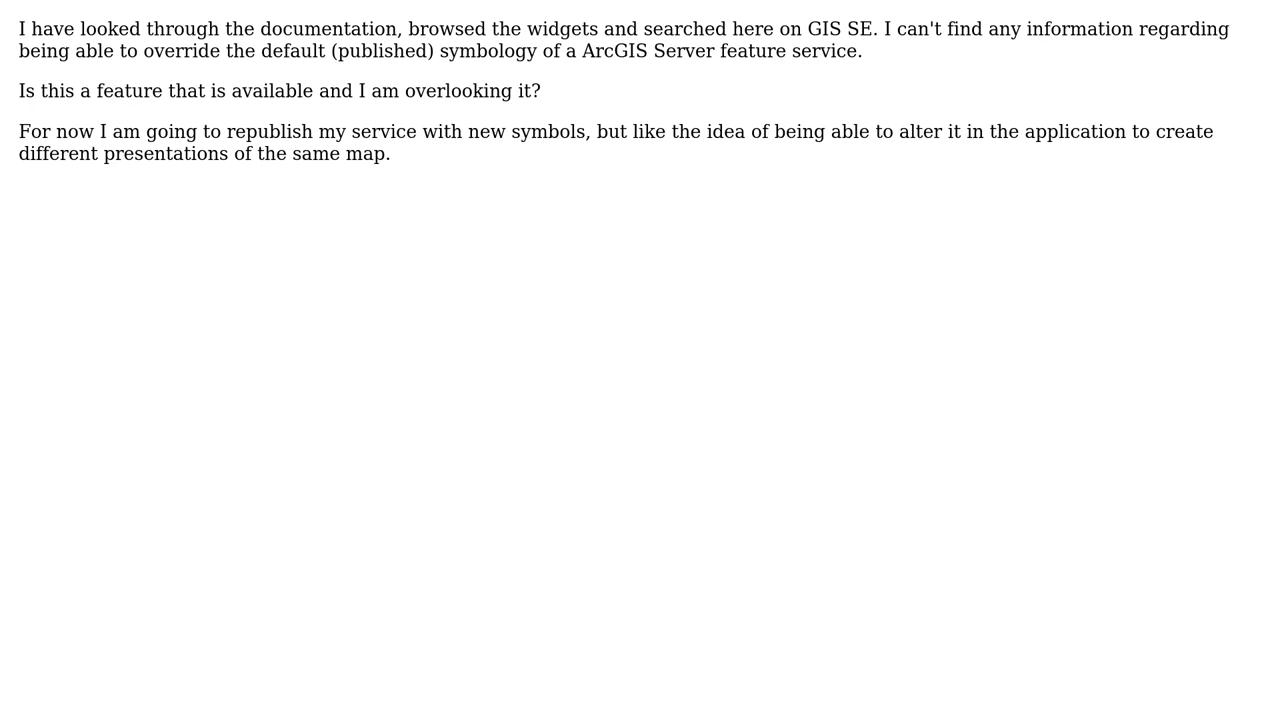 I have looked through the documentation, browsed the widgets and searched here on GIS SE. I can't find any information regarding
being able to override the default (published) symbology of a ArcGIS Server feature service.
Is this a feature that is available and I am overlooking it?
For now I am going to republish my service with new symbols, but like the idea of being able to alter it in the application to create
different presentations of the same map.